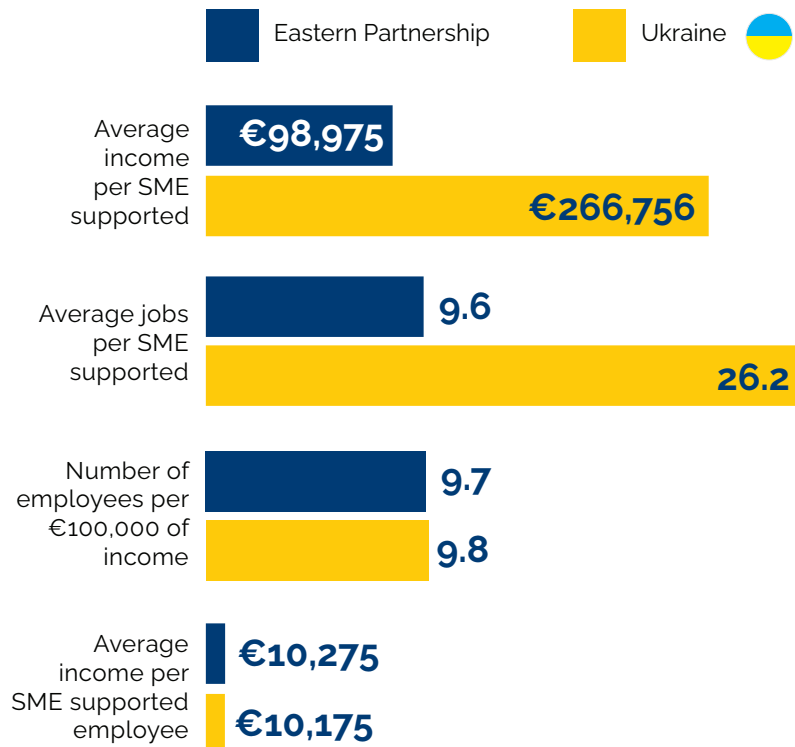 Eastern Partnership
Ukraine
Average
income
per SME
supported
€98,975
€266,756
Average jobs
per SME
supported
9.6
26.2
Number of
employees per
€100,000 of
income
9.7
9.8
Average
income per
SME supported
employee
€10,275
€10,175